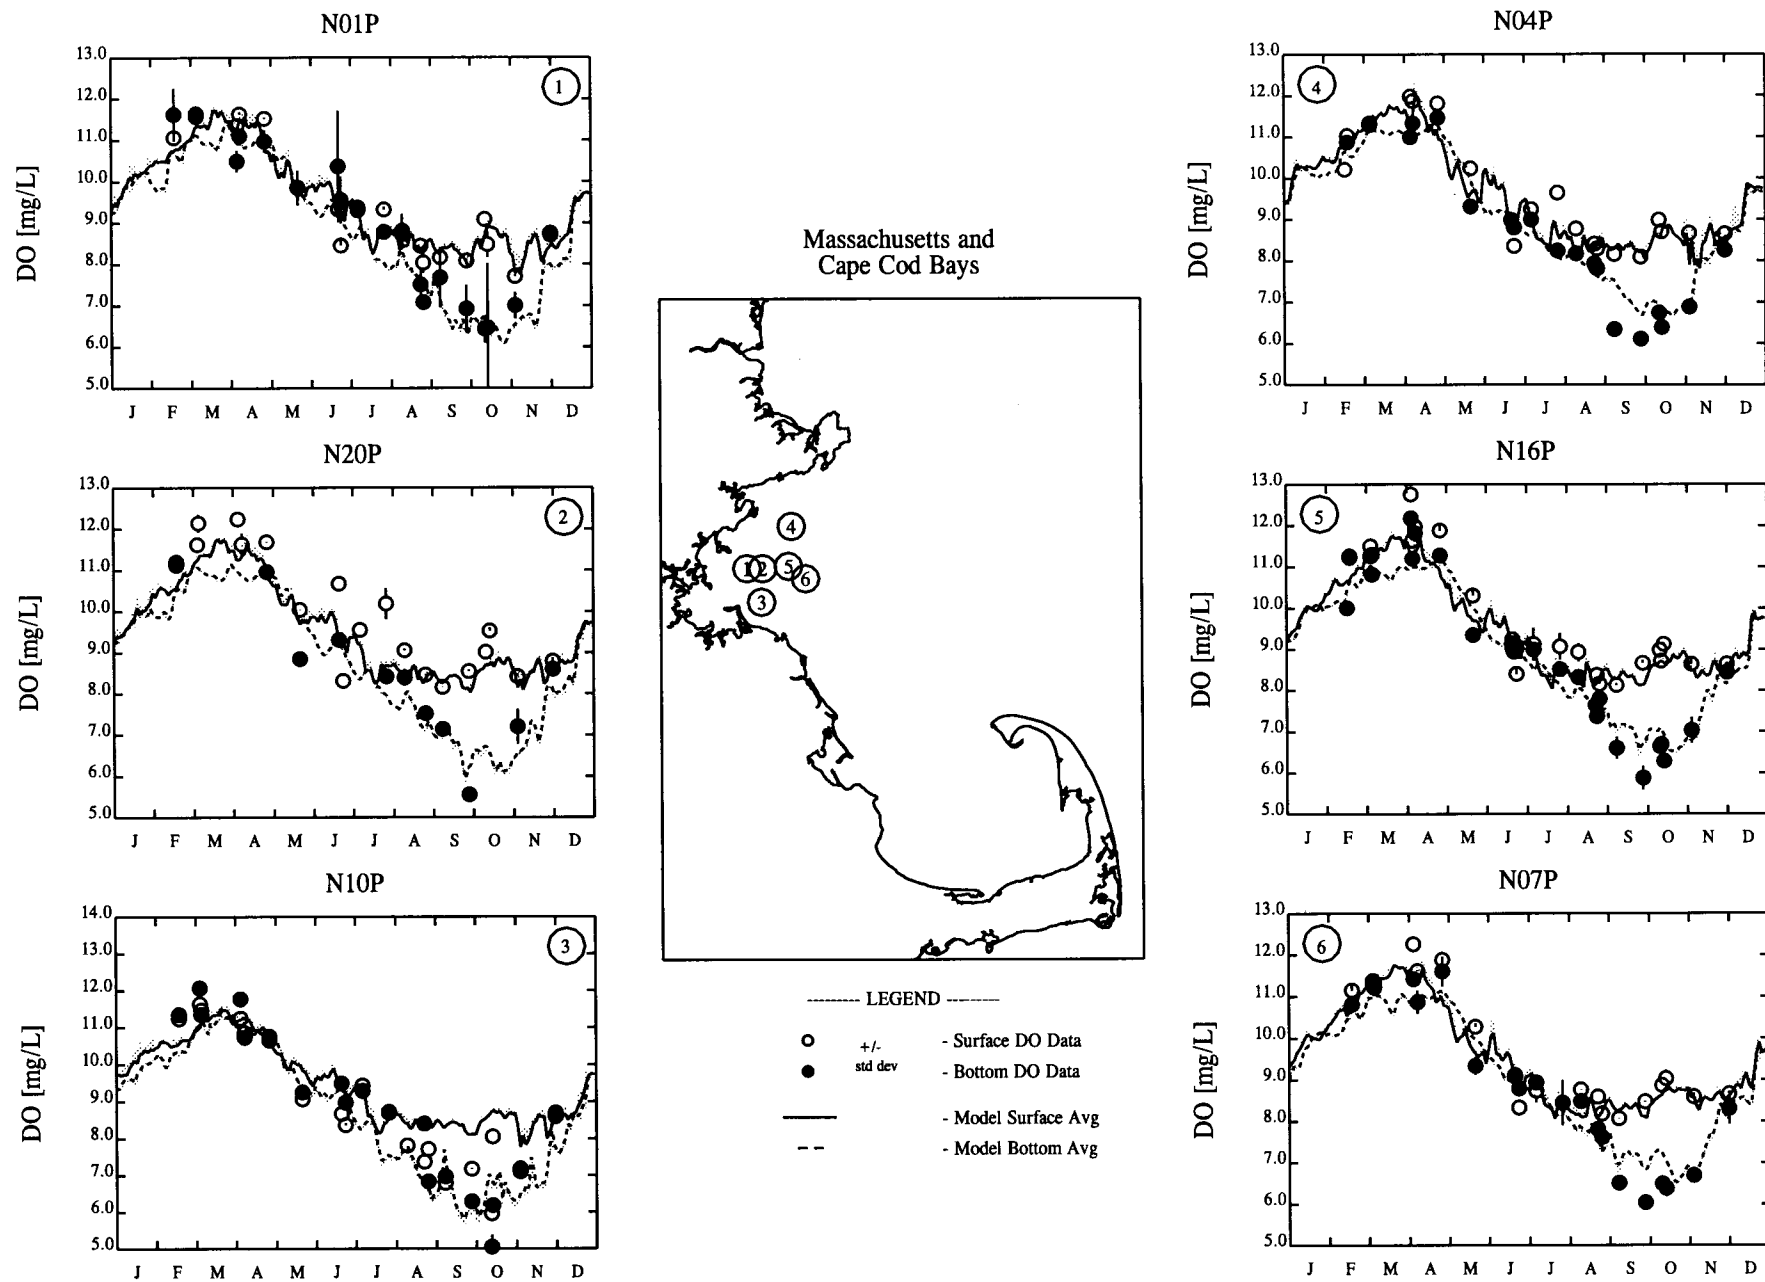 N01P
13.0
12.0
11.0
10.0
9.0
8.0
7.0
6.0
5.0
DO [mg/L]
1
J F M A M J J A S O N D
N20P
13.0
12.0
11.0
10.0
9.0
8.0
7.0
6.0
5.0
DO [mg/L]
2
J F M A M J J A S O N D
N10P
14.0
13.0
12.0
11.0
10.0
9.0
8.0
7.0
6.0
5.0
DO [mg/L]
3
J F M A M J J A S O N D
Massachusetts and
Cape Cod Bays
4
1 2 5 6
3
--------- LEGEND ---------
- Surface DO Data
+/-
std dev
- Bottom DO Data
- Model Surface Avg
- Model Bottom Avg
N04P
13.0
12.0
11.0
10.0
9.0
8.0
7.0
6.0
5.0
DO [mg/L]
4
J F M A M J J A S O N D
N16P
13.0
12.0
11.0
10.0
9.0
8.0
7.0
6.0
5.0
DO [mg/L]
5
J F M A M J J A S O N D
N07P
13.0
12.0
11.0
10.0
9.0
8.0
7.0
6.0
5.0
DO [mg/L]
6
J F M A M J J A S O N D